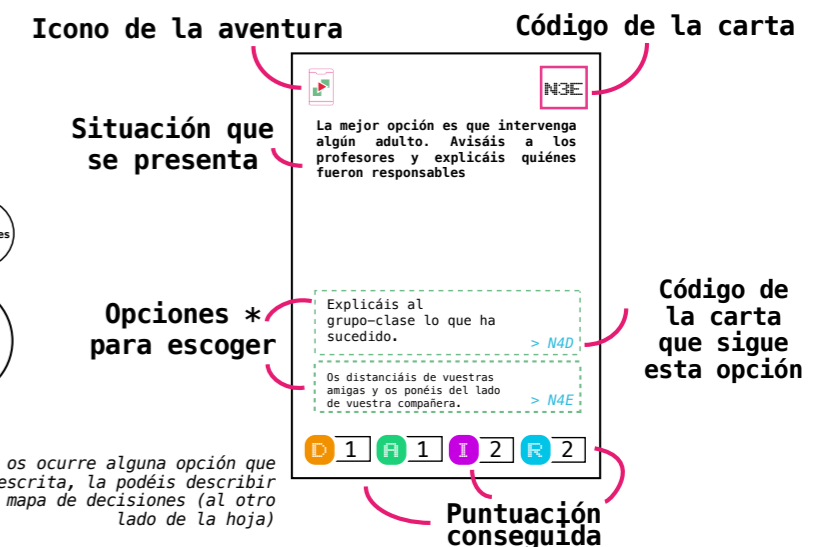 Icono de la aventura
Código de la carta
N3E
Situación que
se presenta
La mejor opción es que intervenga
algún adulto. Avisáis a los
profesores y explicáis quiénes
fueron responsables
Opciones *
para escoger
Explicáis al
grupo-clase lo que ha
sucedido.
> N4D
Os distanciáis de vuestras
amigas y os ponéis del lado
de vuestra compañera.
> N4E
Código de
la carta
que sigue
esta opción
D 1 A 1 I 2 R 2
os ocurre alguna opción que
escrita, la podéis describir
mapa de decisiones (al otro
lado de la hoja)
Puntuación
conseguida